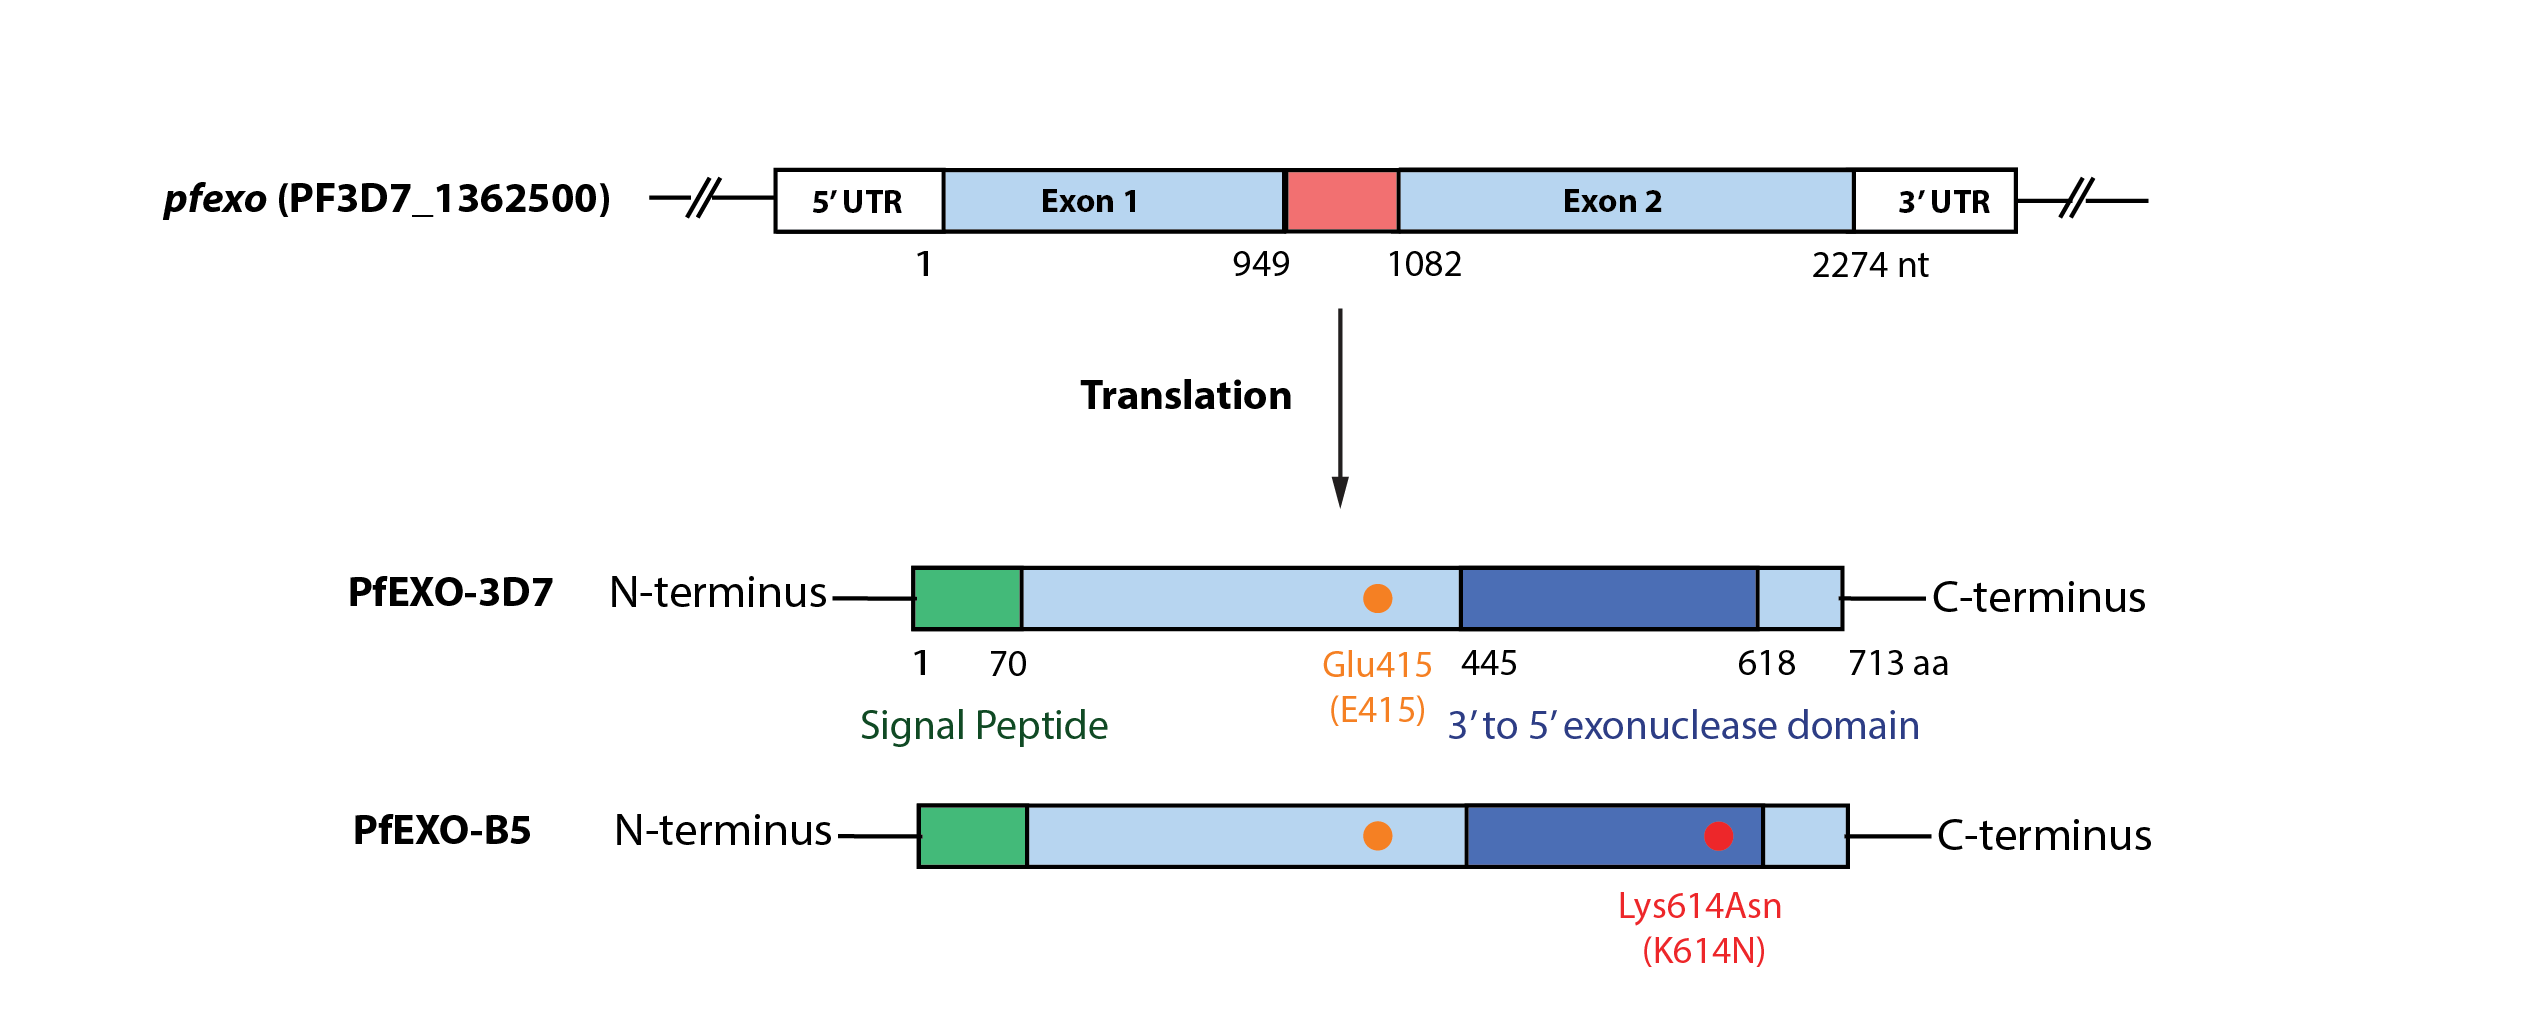 pfexo (PF3D7_1362500)
5’ UTR Exon 1 Exon 2 3’ UTR
1 949 1082 2274 nt
Translation
PfEXO-3D7 N-terminus C-terminus
1 70 Glu415 445 618 713 aa
(E415)
Signal Peptide 3’ to 5’ exonuclease domain
PfEXO-B5 N-terminus C-terminus
Lys614Asn
(K614N)